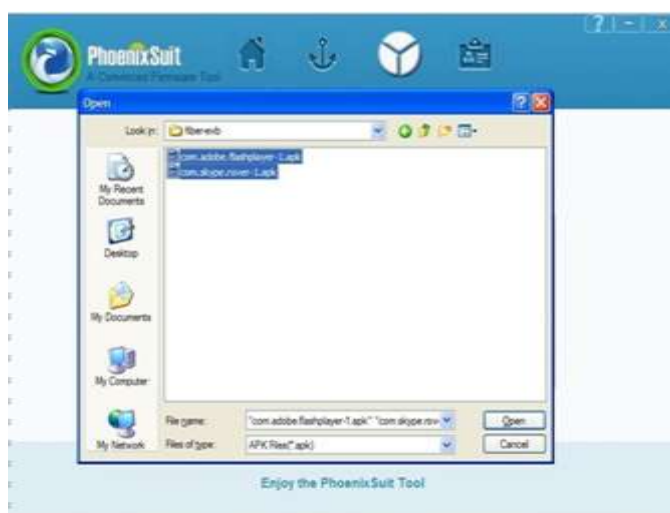 PhoenixSuit
A Convenient Firmware Tool
Open
Look in:
fiber-evb
com.adobe.flashplayer-1.apk
com.skype.rover-1.apk
My Recent
Documents
Desktop
My Documents
My Computer
My Network
File name:
"com.adobe.flashplayer-1.apk" "com.skype.rov
Open
Files of type:
APK Files(*.apk)
Cancel
Enjoy the PhoenixSuit Tool